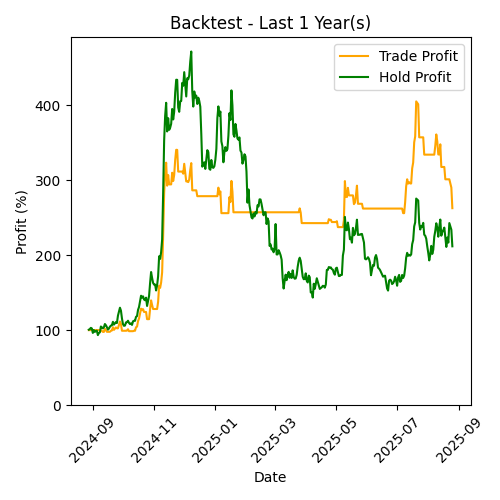 Backtest - Last 1 Year(s)
Trade Profit
Hold Profit
Profit (%)
400
300
200
100
0
2024-09
2024-11
2025-01
2025-03
2025-05
2025-07
2025-09
Date